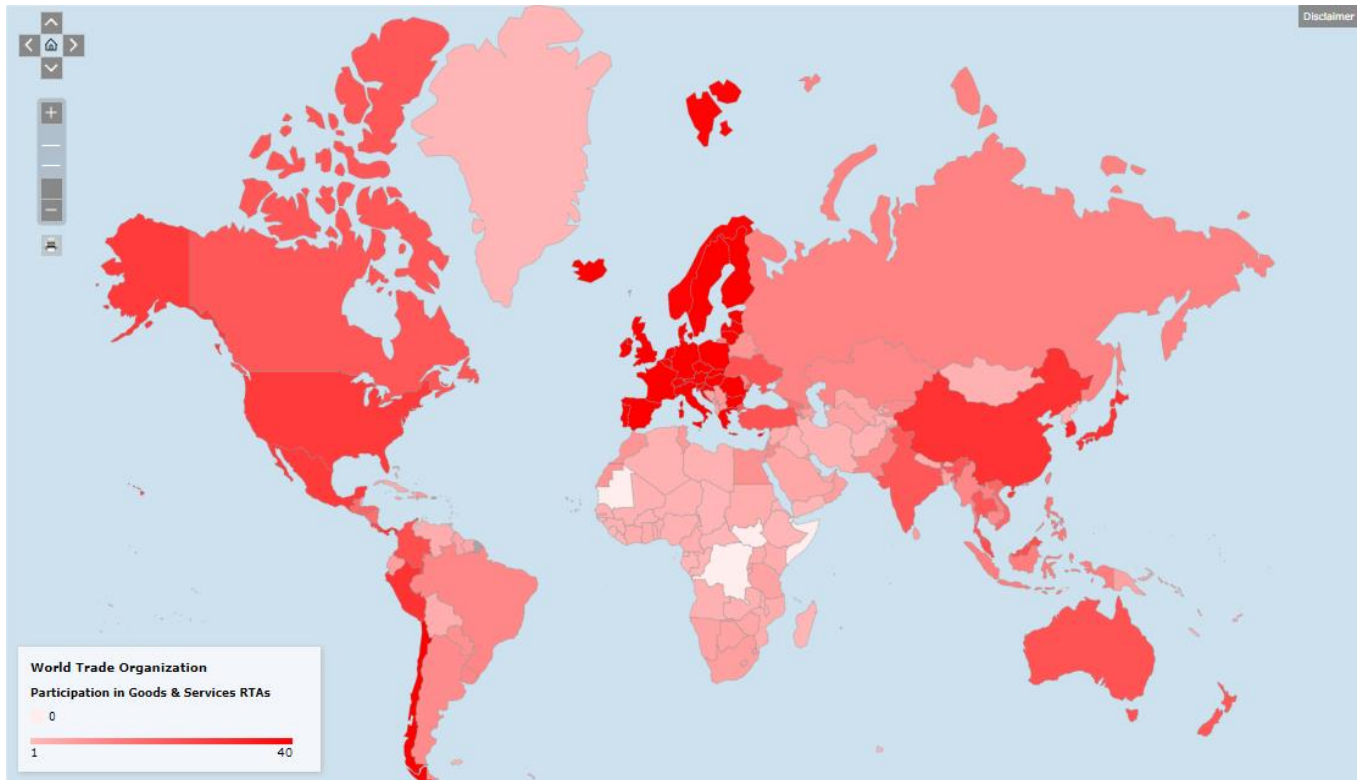 Disclaimer
World Trade Organization
Participation in Goods & Services RTAs
0
1 40